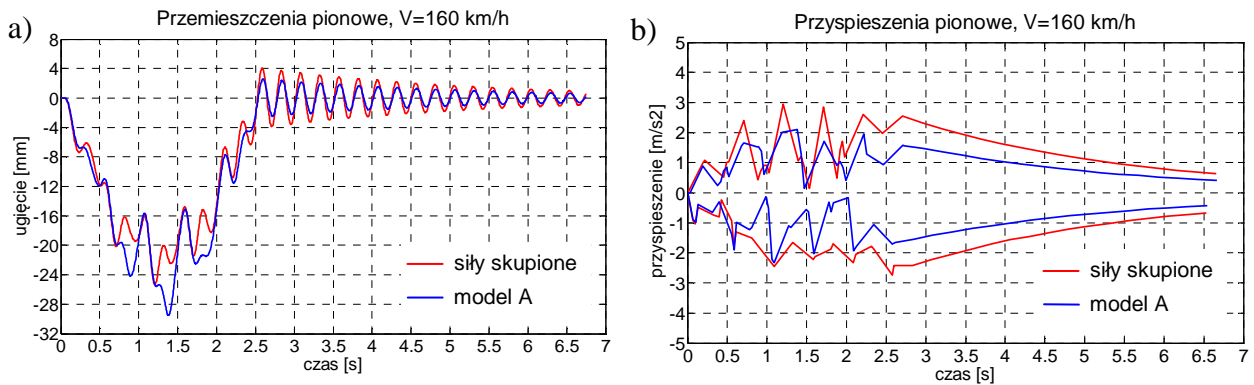 a)
Przemieszczenia pionowe, V=160 km/h
8
4
0
-4
-8
-12
-16
-20
-24
-28
-32
ugięcie [mm]
siły skupione
model A
0 0.5 1 1.5 2 2.5 3 3.5 4 4.5 5 5.5 6 6.5 7
czas [s]
b)
Przyspieszenia pionowe, V=160 km/h
5
4
3
2
1
0
-1
-2
-3
-4
-5
przyspieszenie [m/s2]
siły skupione
model A
0 0.5 1 1.5 2 2.5 3 3.5 4 4.5 5 5.5 6 6.5 7
czas [s]